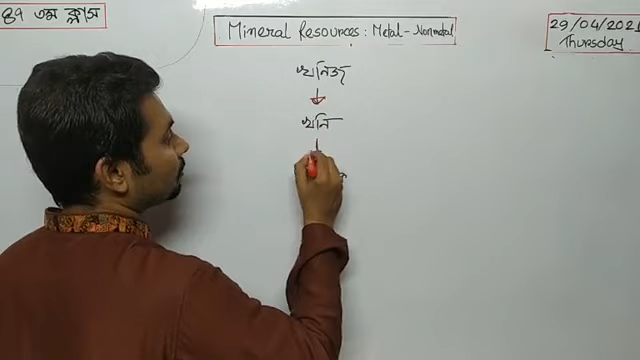 ৪৭ তম ক্লাস
Mineral Resources : Metal - Nonmetal
29/04/2021
Thursday
খনিজ
খনি